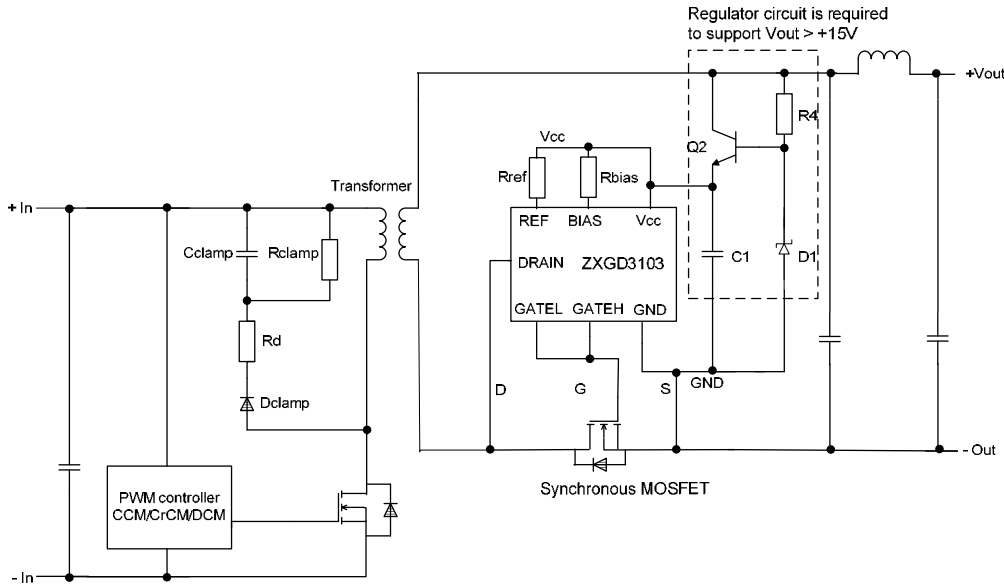 Regulator circuit is required
to support Vout > +15V
+Vout
R4
Vcc
Q2
Rref
Rbias
Transformer
+ In
REF
BIAS
Vcc
Cclamp
Rclamp
DRAIN
ZXGD3103
C1
D1
GATEL
GATEH
GND
Rd
D
G
S
GND
Dclamp
- Out
Synchronous MOSFET
PWM controller
CCM/CrCM/DCM
- In